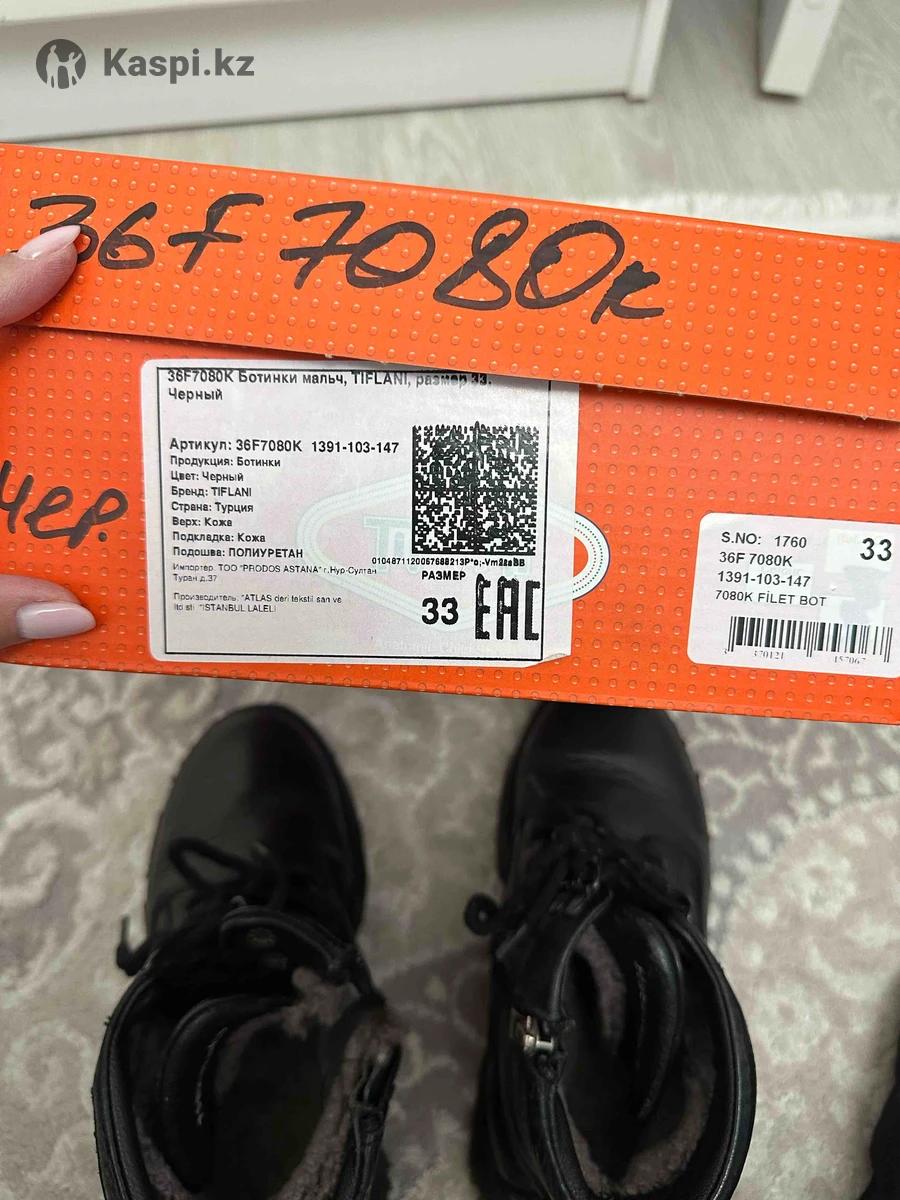 Kaspi.kz
36F 7080к
36F7080K Ботинки мальч, TIFLANI, размер 33.
Черный
Артикул: 36F7080K 1391-103-147
Продукция: Ботинки
Цвет: Черный
Бренд: TIFLANI
Страна: Турция
Верх: Кожа
Подкладка: Кожа
Подошва: ПОЛИУРЕТАН
Импортер: ТОО "PRODOS ASTANA" г.Нур-Султан
Туран д.37
Производитель: "ATLAS deri tekstil san ve
ltd sti "ISTANBUL LALELI
РАЗМЕР
33
EAC
чер.
S.NO: 1760
33
36F 7080K
1391-103-147
7080K FİLET BOT